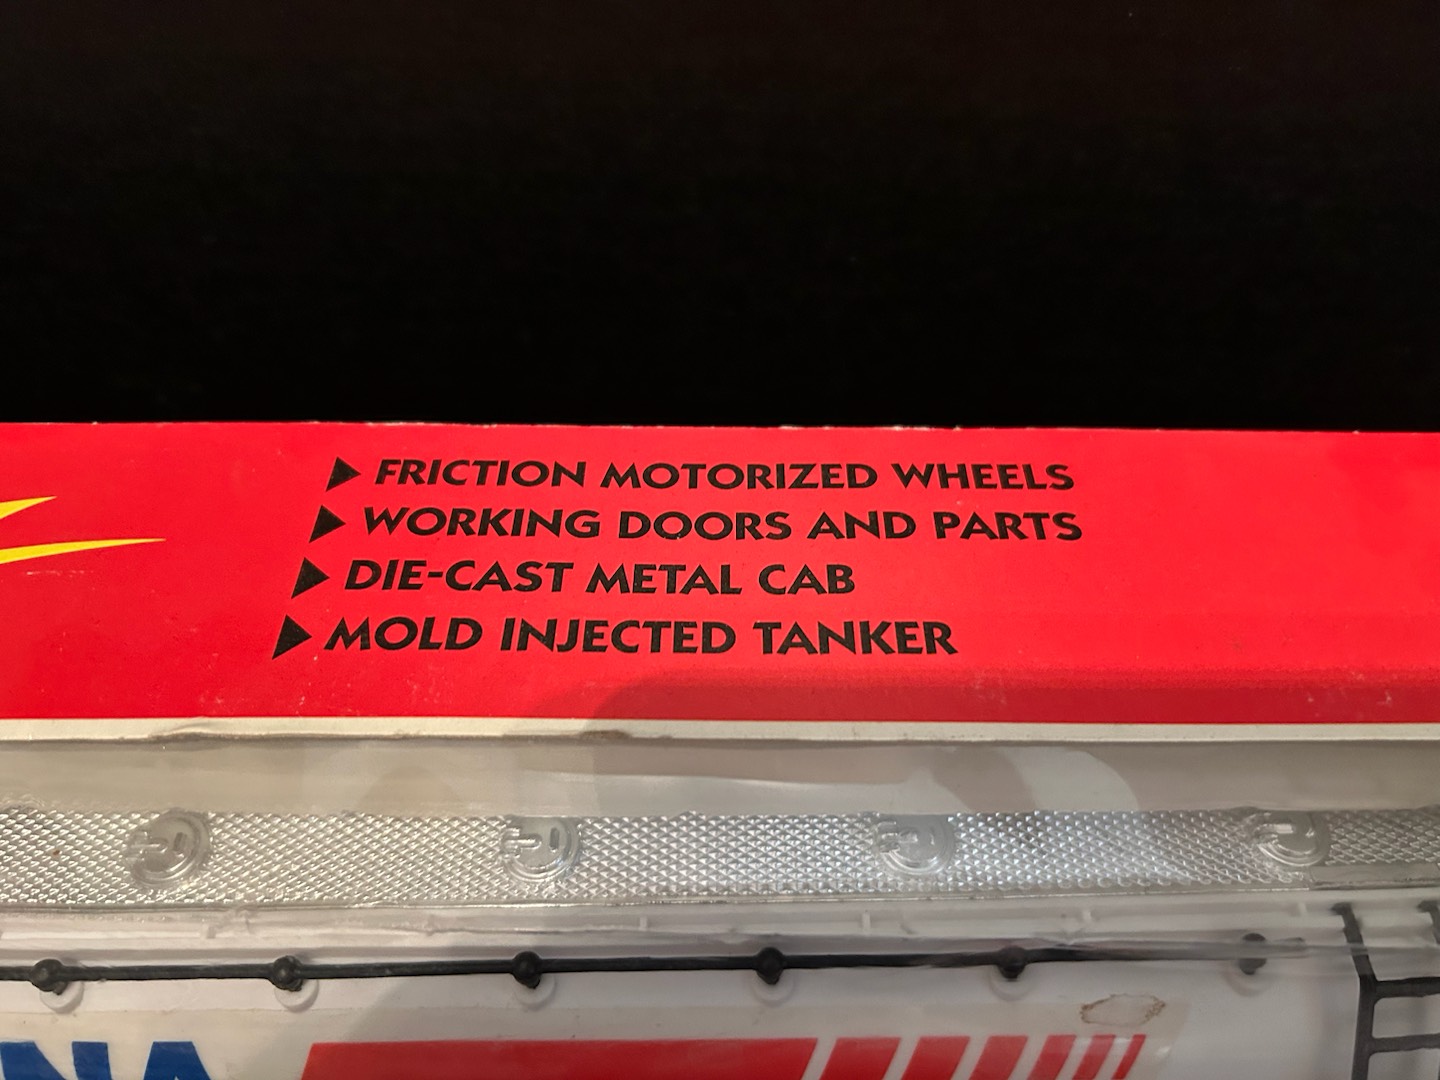 FRICTION MOTORIZED WHEELS
WORKING DOORS AND PARTS
DIE-CAST METAL CAB
MOLD INJECTED TANKER